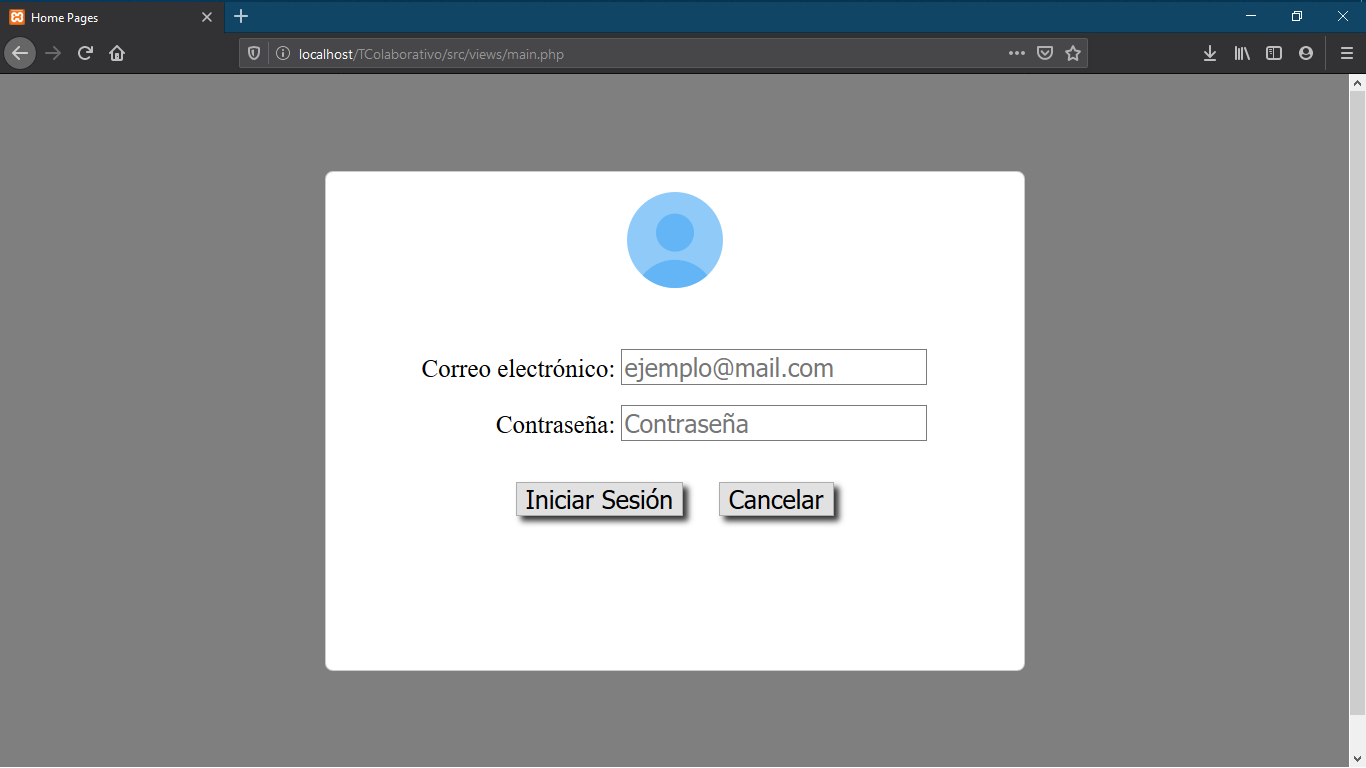 Home Pages
localhost/TColaborativo/src/views/main.php
Correo electrónico: ejemplo@mail.com
Contraseña: Contraseña
Iniciar Sesión Cancelar